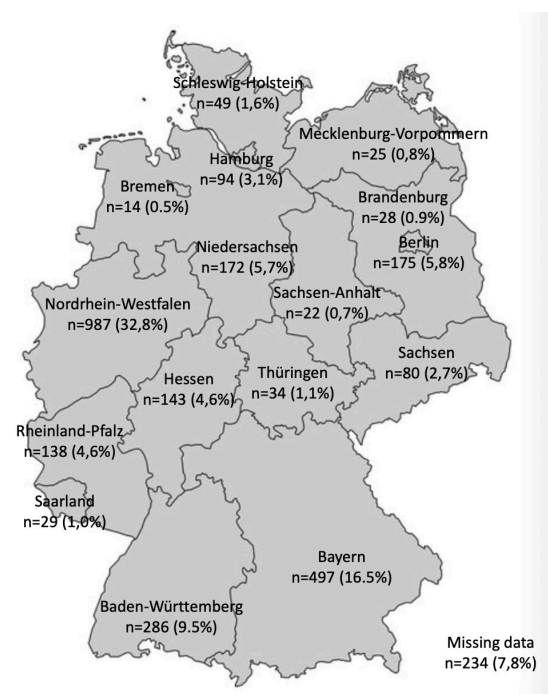 Schleswig-Holstein
n=49 (1,6%)
Mecklenburg-Vorpommern
n=25 (0,8%)
Hamburg
n=94 (3,1%)
Bremen
n=14 (0.5%)
Brandenburg
n=28 (0.9%)
Berlin
n=175 (5,8%)
Niedersachsen
n=172 (5,7%)
Sachsen-Anhalt
n=22 (0,7%)
Nordrhein-Westfalen
n=987 (32,8%)
Sachsen
n=80 (2,7%)
Thüringen
n=34 (1,1%)
Hessen
n=143 (4,6%)
Rheinland-Pfalz
n=138 (4,6%)
Saarland
n=29 (1,0%)
Bayern
n=497 (16.5%)
Baden-Württemberg
n=286 (9.5%)
Missing data
n=234 (7,8%)